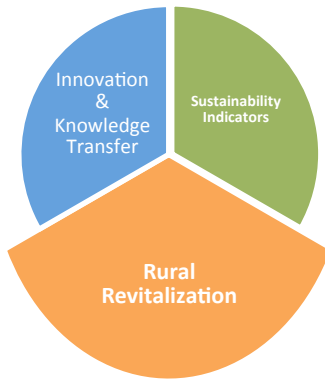 Innovation
&
Knowledge
Transfer
Sustainability
Indicators
Rural
Revitalization